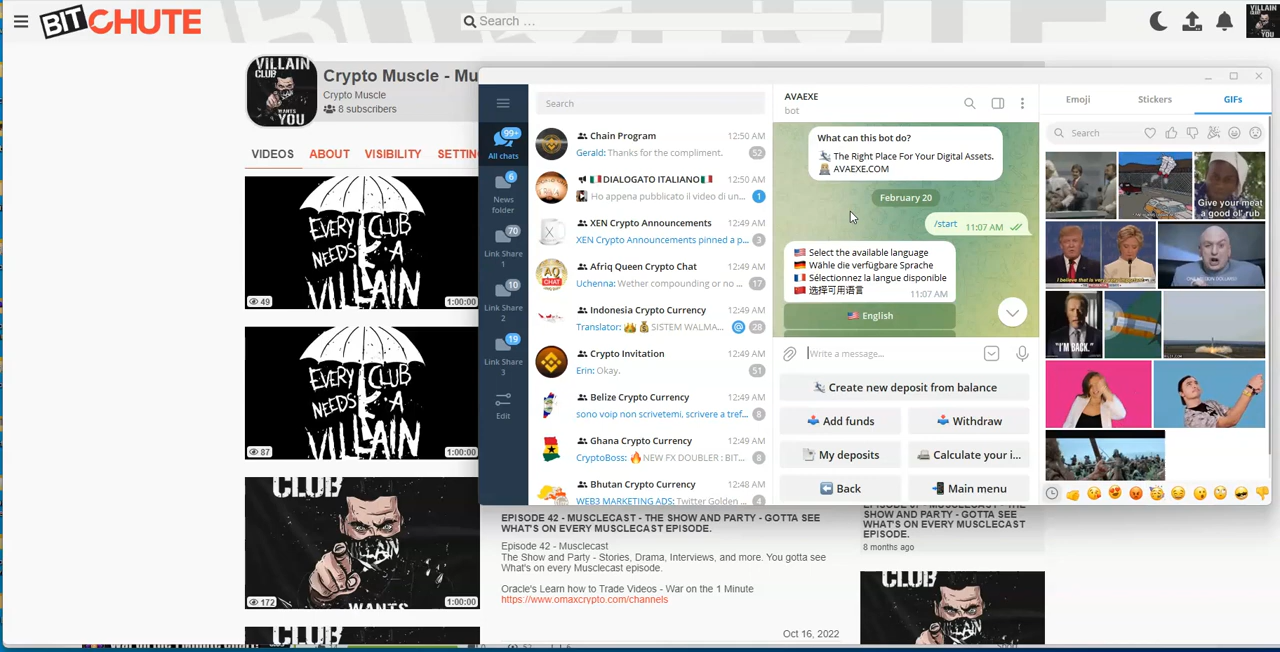 BITCHUTE
Search …
VILLAIN
YOU
VILLAIN
CLUB
WANTS
YOU
Crypto Muscle - Mu
Crypto Muscle
8 subscribers
VIDEOS
ABOUT
VISIBILITY
SETTIN
EVERY CLUB
NEEDS A
VILLAIN
49
1:00:00
EVERY CLUB
NEEDS A
VILLAIN
87
1:00:00
CLUB
WANTS
172
1:00:00
99+
All chats
6
News
folder
70
Link Share
1
10
Link Share
2
19
Link Share
3
Edit
Search
Chain Program
12:50 AM
Gerald: Thanks for the compliment.
52
🇮🇹DIALOGATO ITALIANO🇮🇹
12:50 AM
Ho appena pubblicato il video di un...
1
XEN Crypto Announcements
12:49 AM
XEN Crypto Announcements pinned a p...
3
Afriq Queen Crypto Chat
12:49 AM
Uchenna: Wether compounding or no ...
17
Indonesia Crypto Currency
12:49 AM
Translator: 👍💰 SISTEM WALMA...
@
28
Crypto Invitation
12:49 AM
Erin: Okay.
51
Belize Crypto Currency
12:49 AM
sono voip non scrivetemi, scrivere a tref...
8
Ghana Crypto Currency
12:49 AM
CryptoBoss: 🔥 NEW FX DOUBLER : BIT...
8
Bhutan Crypto Currency
12:48 AM
WEB3 MARKETING ADS: Twitter Golden ...
4
AVAEXE
bot
What can this bot do?
The Right Place For Your Digital Assets.
AVAEXE.COM
February 20
/start
11:07 AM
🇺🇸 Select the available language
🇩🇪 Wähle die verfügbare Sprache
🇫🇷 Sélectionnez la langue disponible
🇨🇳 选择可用语言
11:07 AM
🇺🇸 English
Write a message...
Create new deposit from balance
Add funds
Withdraw
My deposits
Calculate your i...
Back
Main menu
Emoji
Stickers
GIFs
Search
Give your meat
a good ol' rub
"I'M BACK."
EPISODE 42 - MUSCLECAST - THE SHOW AND PARTY - GOTTA SEE
WHAT'S ON EVERY MUSCLECAST EPISODE.
Episode 42 - Musclecast
The Show and Party - Stories, Drama, Interviews, and more. You gotta see
What's on every Musclecast episode.
Oracle's Learn how to Trade Videos - War on the 1 Minute
https://www.omaxcrypto.com/channels
Oct 16, 2022
SHOW AND PARTY - GOTTA SEE
WHAT'S ON EVERY MUSCLECAST
EPISODE.
8 months ago
CLUB